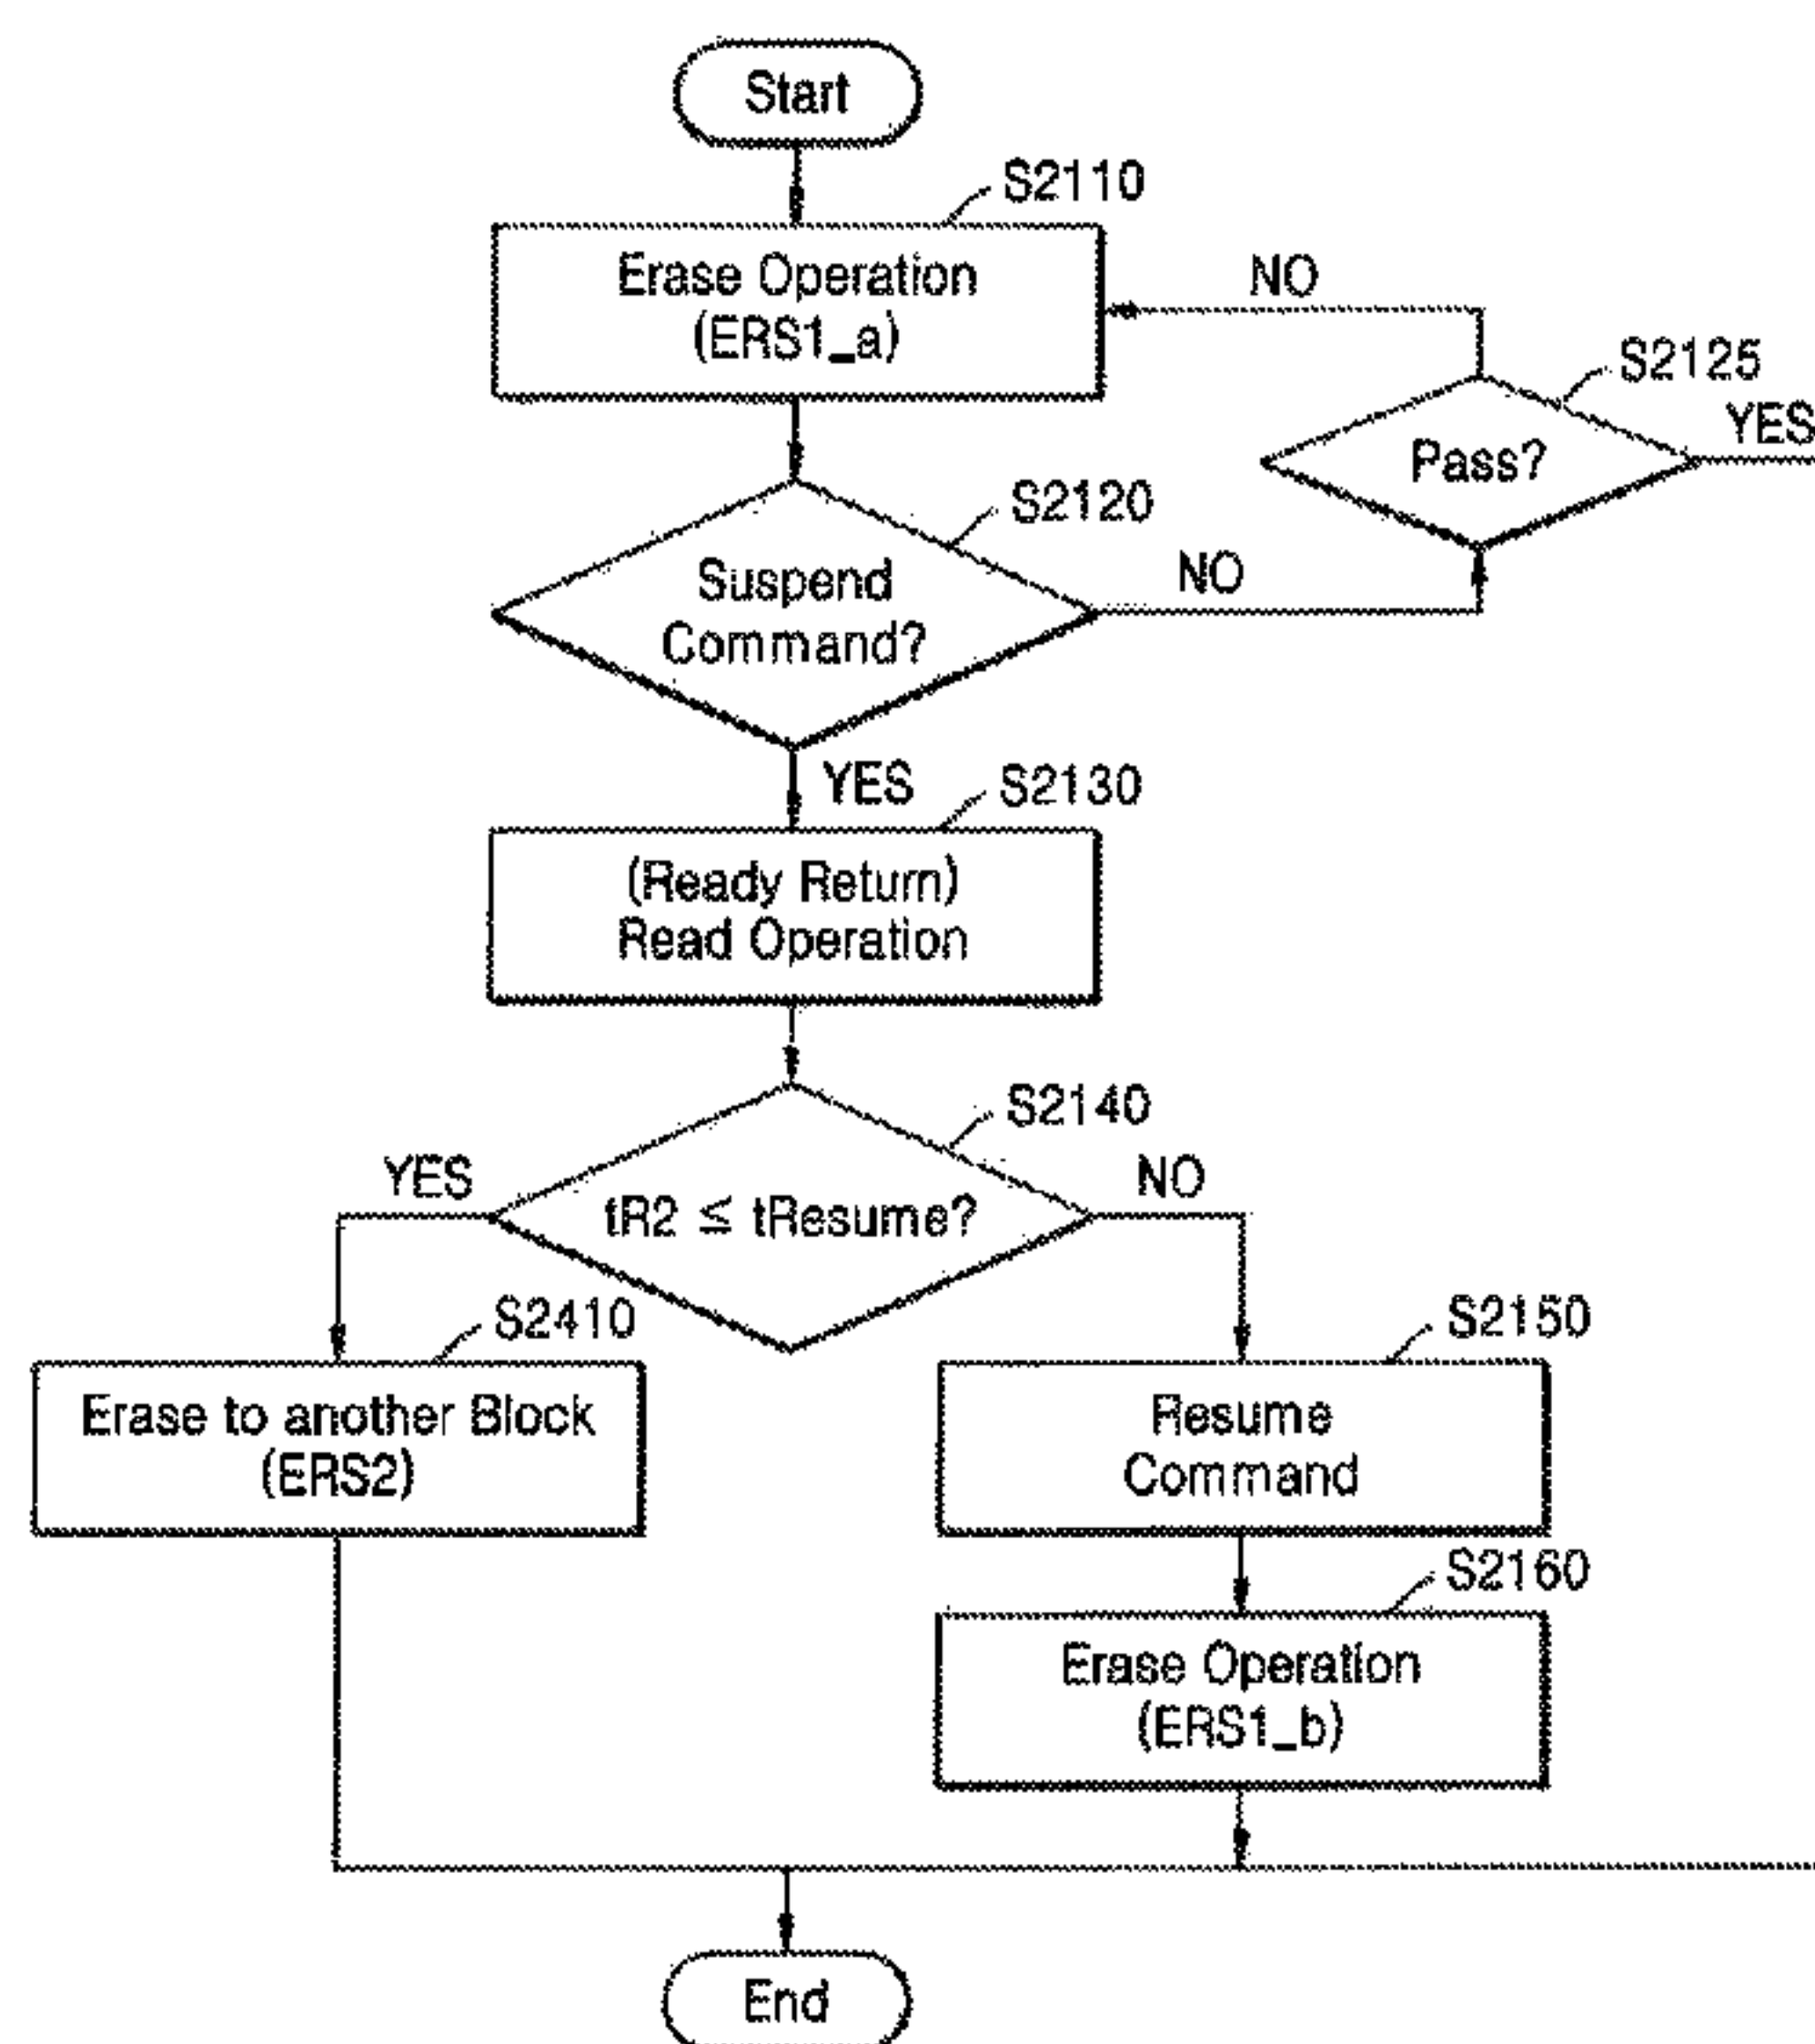 Start
S2110
Erase Operation
(ERS1_a)
NO
S2125
Pass?
YES
S2120
Suspend
Command?
NO
YES
S2130
(Ready Return)
Read Operation
S2140
YES
tR2 ≤ tResume?
NO
S2410
Erase to another Block
(ERS2)
S2150
Resume
Command
S2160
Erase Operation
(ERS1_b)
End